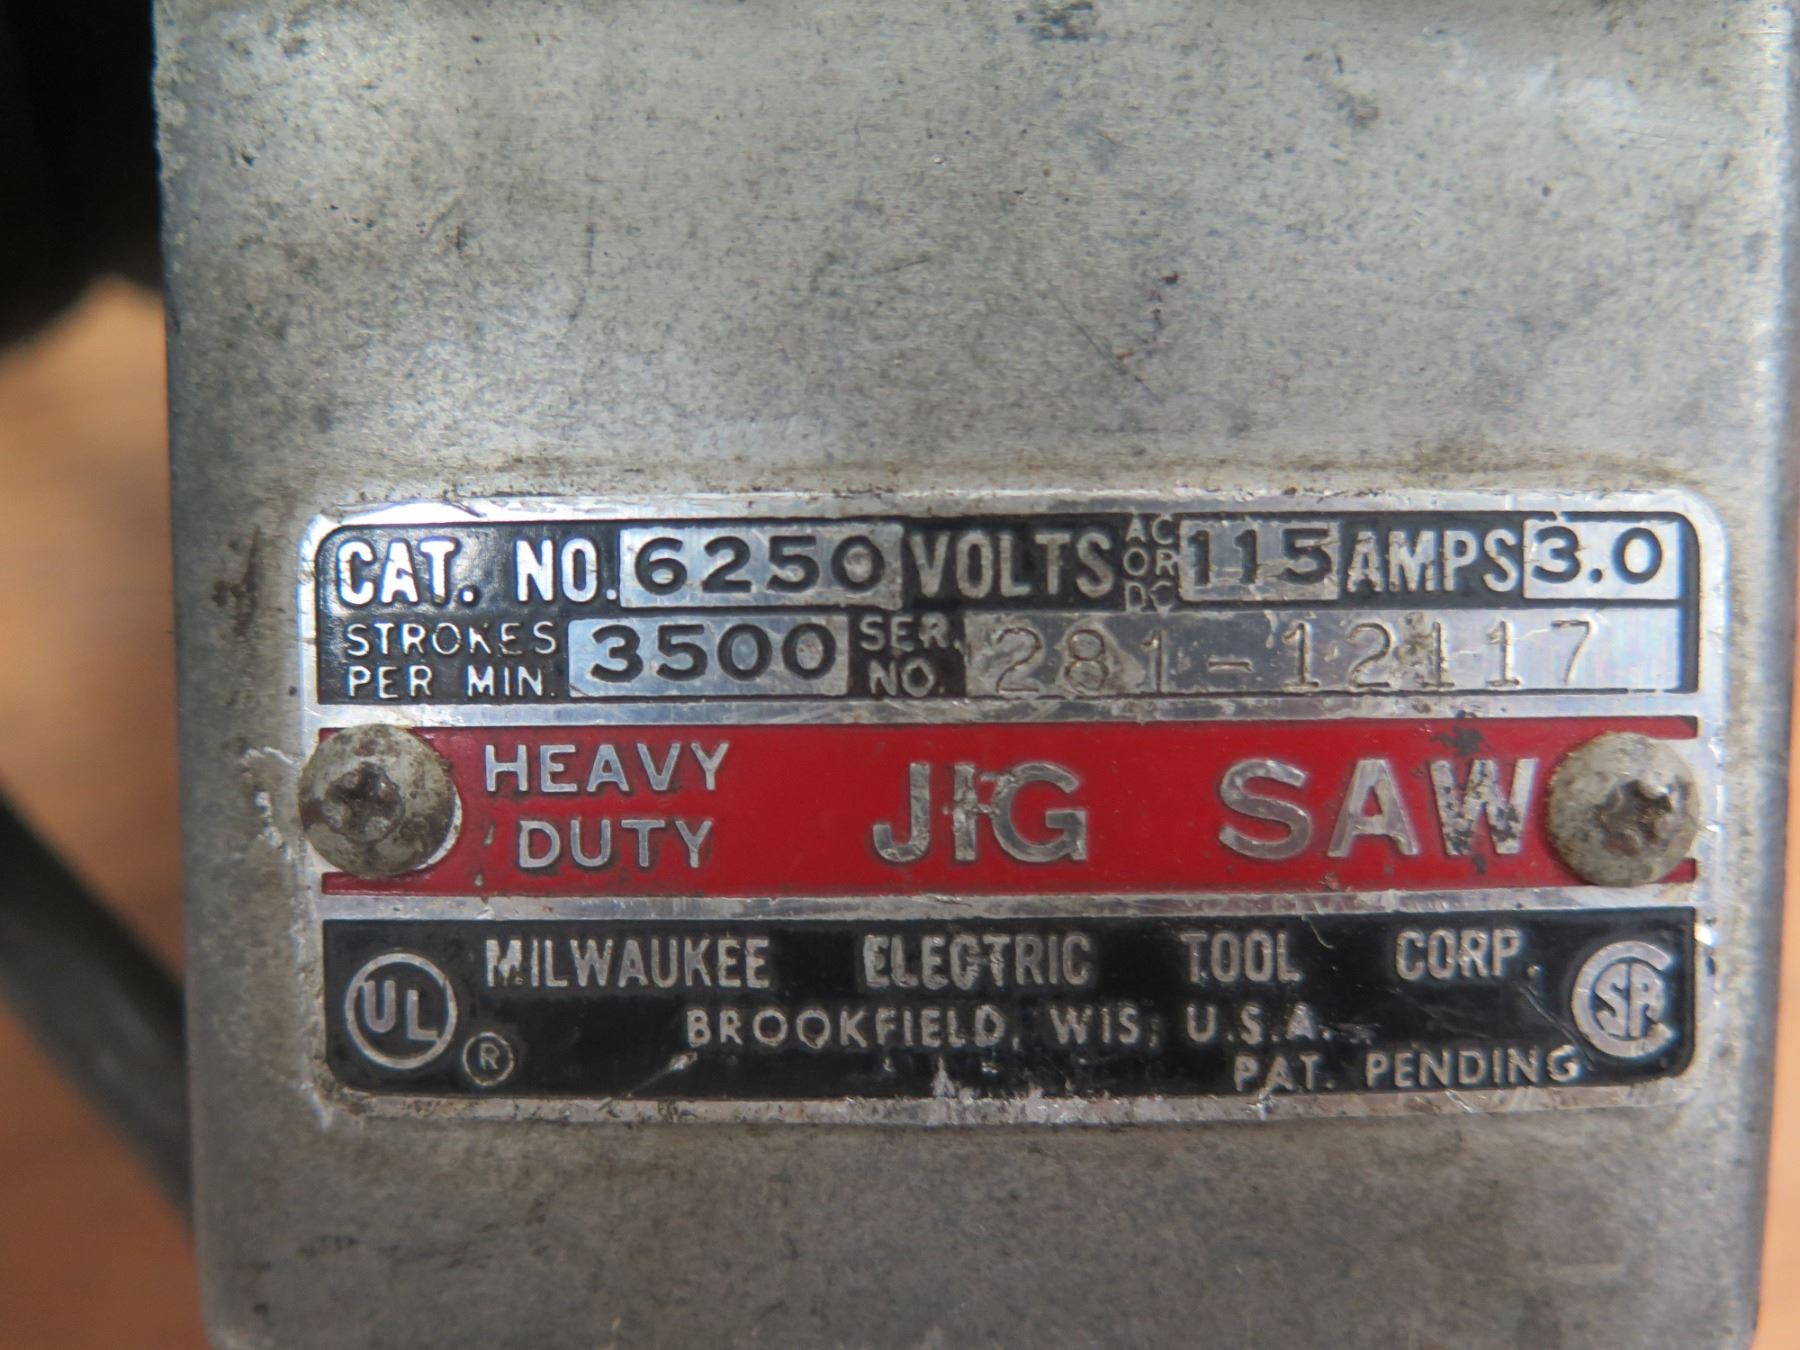 CAT. NO. 6250 VOLTS AC OR DC 115 AMPS 3.0
STROKES PER MIN. 3500 SER. NO. 281-12117
HEAVY DUTY JIG SAW
MILWAUKEE ELECTRIC TOOL CORP.
BROOKFIELD, WIS, U.S.A.
UL ®
PAT. PENDING
SA